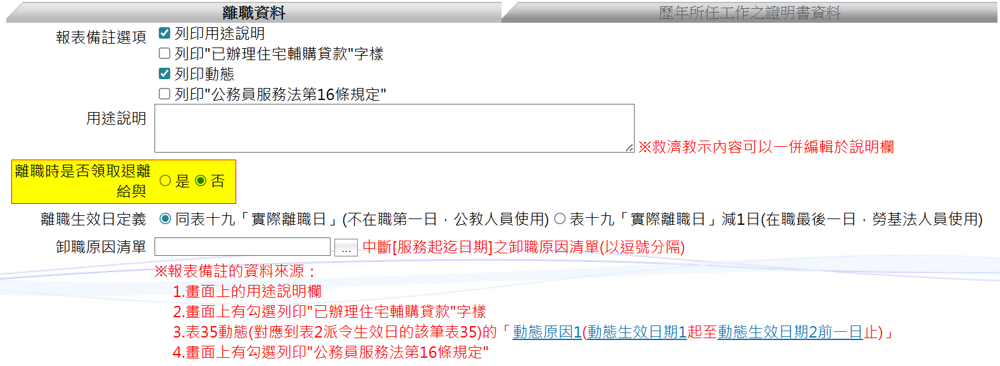 離職資料
歷年所任工作之證明書資料
報表備註選項
列印用途說明
列印"已辦理住宅輔購貸款"字樣
列印動態
列印"公務員服務法第16條規定"
用途說明
※救濟教示內容可以一併編輯於說明欄
離職時是否領取退離
給與
是 否
離職生效日定義 同表十九「實際離職日」(不在職第一日，公教人員使用) 表十九「實際離職日」減1日(在職最後一日，勞基法人員使用)
卸職原因清單 ... 中斷[服務起迄日期]之卸職原因清單(以逗號分隔)
※報表備註的資料來源：
1.畫面上的用途說明欄
2.畫面上有勾選列印"已辦理住宅輔購貸款"字樣
3.表35動態(對應到表2派令生效日的該筆表35)的「動態原因1(動態生效日期1起至動態生效日期2前一日止)」
4.畫面上有勾選列印"公務員服務法第16條規定"